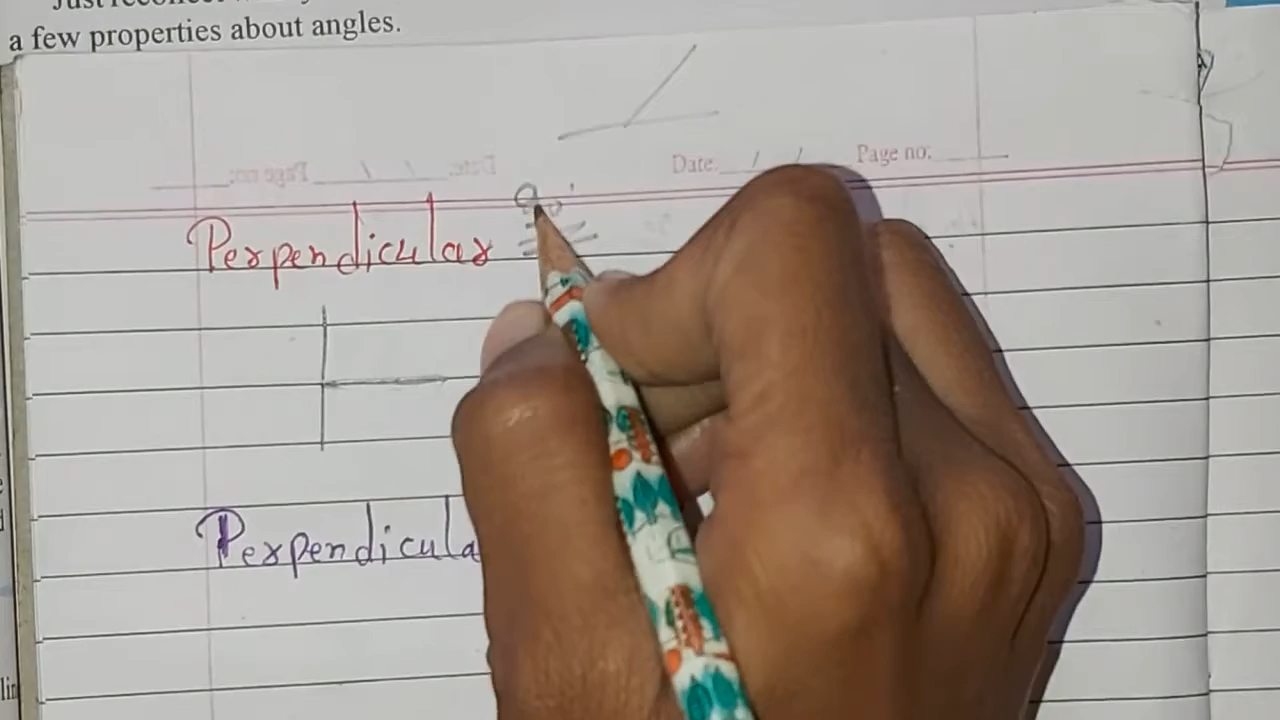 a few properties about angles.
Date: / / Page no:
Perpendicular
Perpendicula